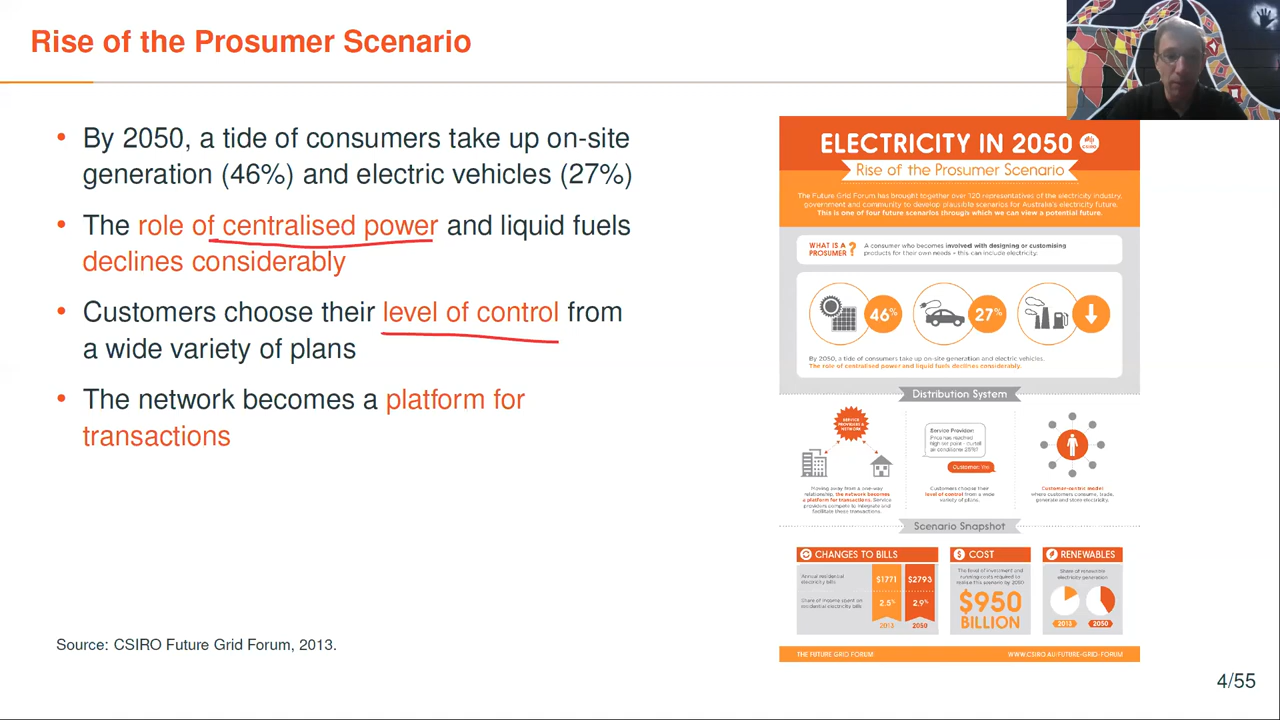 Rise of the Prosumer Scenario
• By 2050, a tide of consumers take up on-site
generation (46%) and electric vehicles (27%)
• The role of centralised power and liquid fuels
declines considerably
• Customers choose their level of control from
a wide variety of plans
• The network becomes a platform for
transactions
Source: CSIRO Future Grid Forum, 2013.
ELECTRICITY IN 2050
CSIRO
Rise of the Prosumer Scenario
The Future Grid Forum has brought together over 120 representatives of the electricity industry,
government and community to develop plausible scenarios for Australia's electricity future.
This is one of four future scenarios through which we can view a potential future.
WHAT IS A
PROSUMER ?
A consumer who becomes involved with designing or customising
products for their own needs - this can include electricity.
46%
27%
By 2050, a tide of consumers take up on-site generation and electric vehicles.
The role of centralised power and liquid fuels declines considerably.
Distribution System
SERVICE
PROVIDERS &
NETWORK
Moving away from a one-way
relationship, the network becomes
a platform for transactions. Service
providers compete to integrate and
facilitate those transactions.
Service Provider:
Customer: Yes
Customers choose their
level of control from a wide
variety of plans.
Customer-centric model
where customers consume, trade,
generate and store electricity.
Scenario Snapshot
CHANGES TO BILLS
Annual residential
electricity bills
$1771
$2793
Share of income spent on
residential electricity bills
2.5%
2.9%
2013
2050
$ COST
The level of investment and
running costs required to
realise this scenario by 2050
$950
BILLION
RENEWABLES
Share of renewable
electricity generation
2013
2050
THE FUTURE GRID FORUM
WWW.CSIRO.AU/FUTURE-GRID-FORUM
4/55